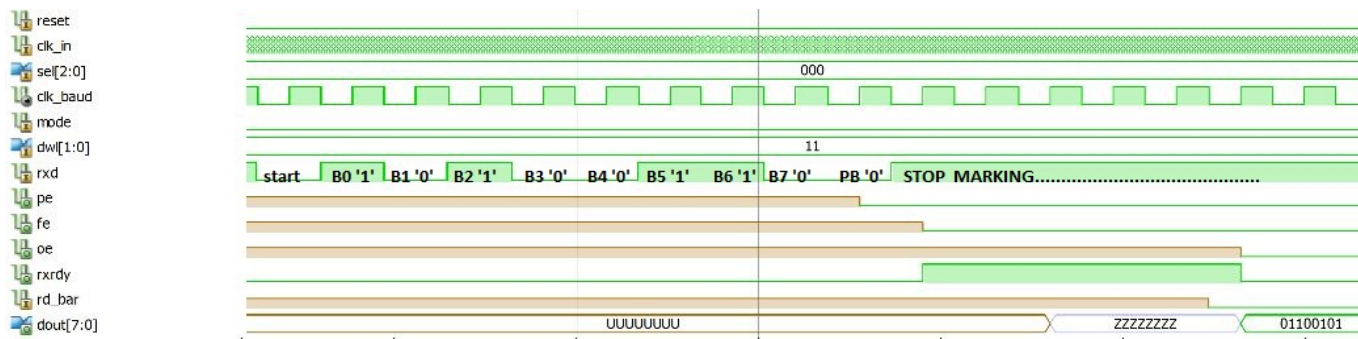 reset
clk_in
sel[2:0] 000
clk_baud
mode
dwl[1:0] 11
rxd start B0 '1' B1 '0' B2 '1' B3 '0' B4 '0' B5 '1' B6 '1' B7 '0' PB '0' STOP MARKING..........................................
pe
fe
oe
rxrdy
rd_bar
dout[7:0] UUUUUUUU ZZZZZZZZ 01100101